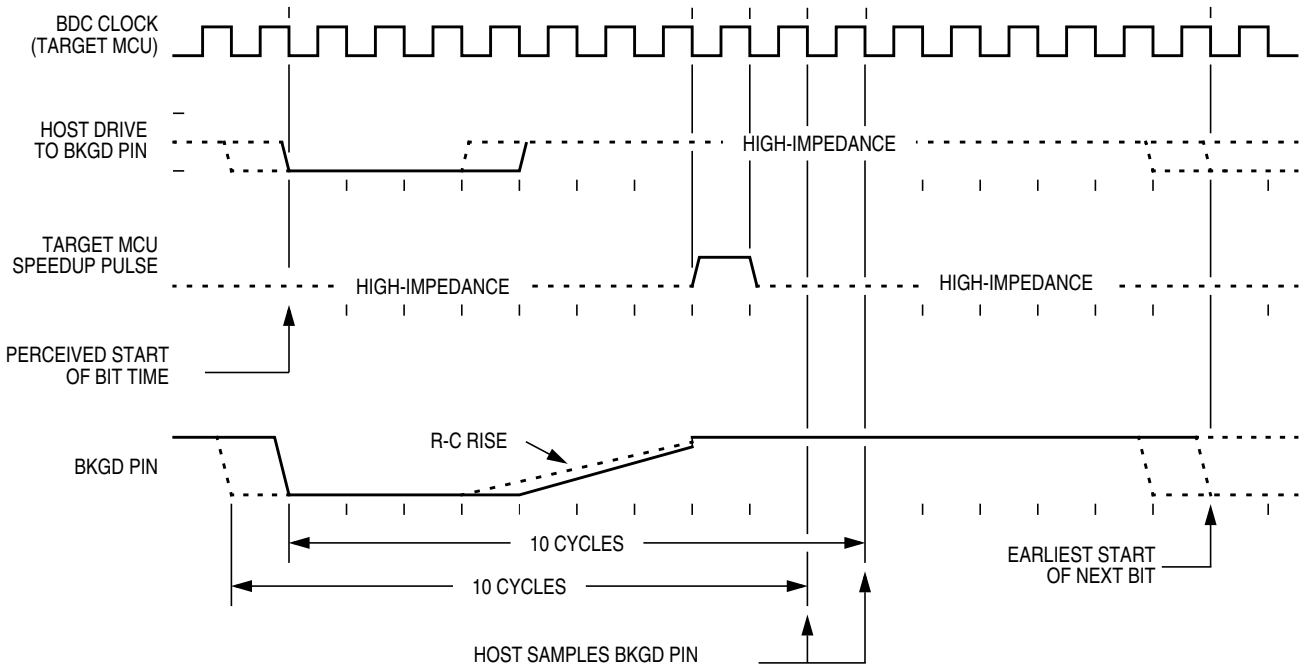 BDC CLOCK
(TARGET MCU)
HOST DRIVE
TO BKGD PIN
HIGH-IMPEDANCE
TARGET MCU
SPEEDUP PULSE
HIGH-IMPEDANCE
HIGH-IMPEDANCE
PERCEIVED START
OF BIT TIME
R-C RISE
BKGD PIN
10 CYCLES
EARLIEST START
OF NEXT BIT
10 CYCLES
HOST SAMPLES BKGD PIN